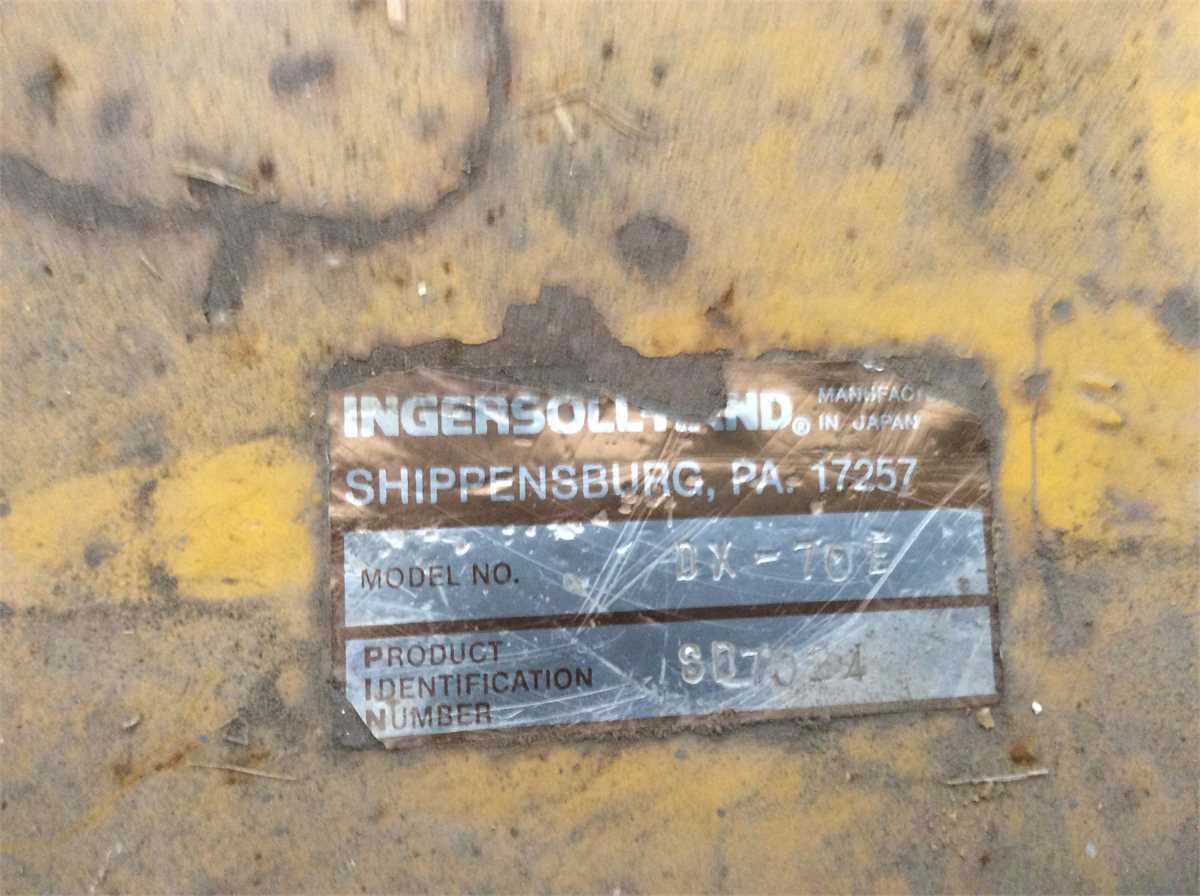 INGERSOLL-RAND® MANUFACT
IN JAPAN
SHIPPENSBURG, PA. 17257
MODEL NO. DX-70E
PRODUCT
IDENTIFICATION
NUMBER